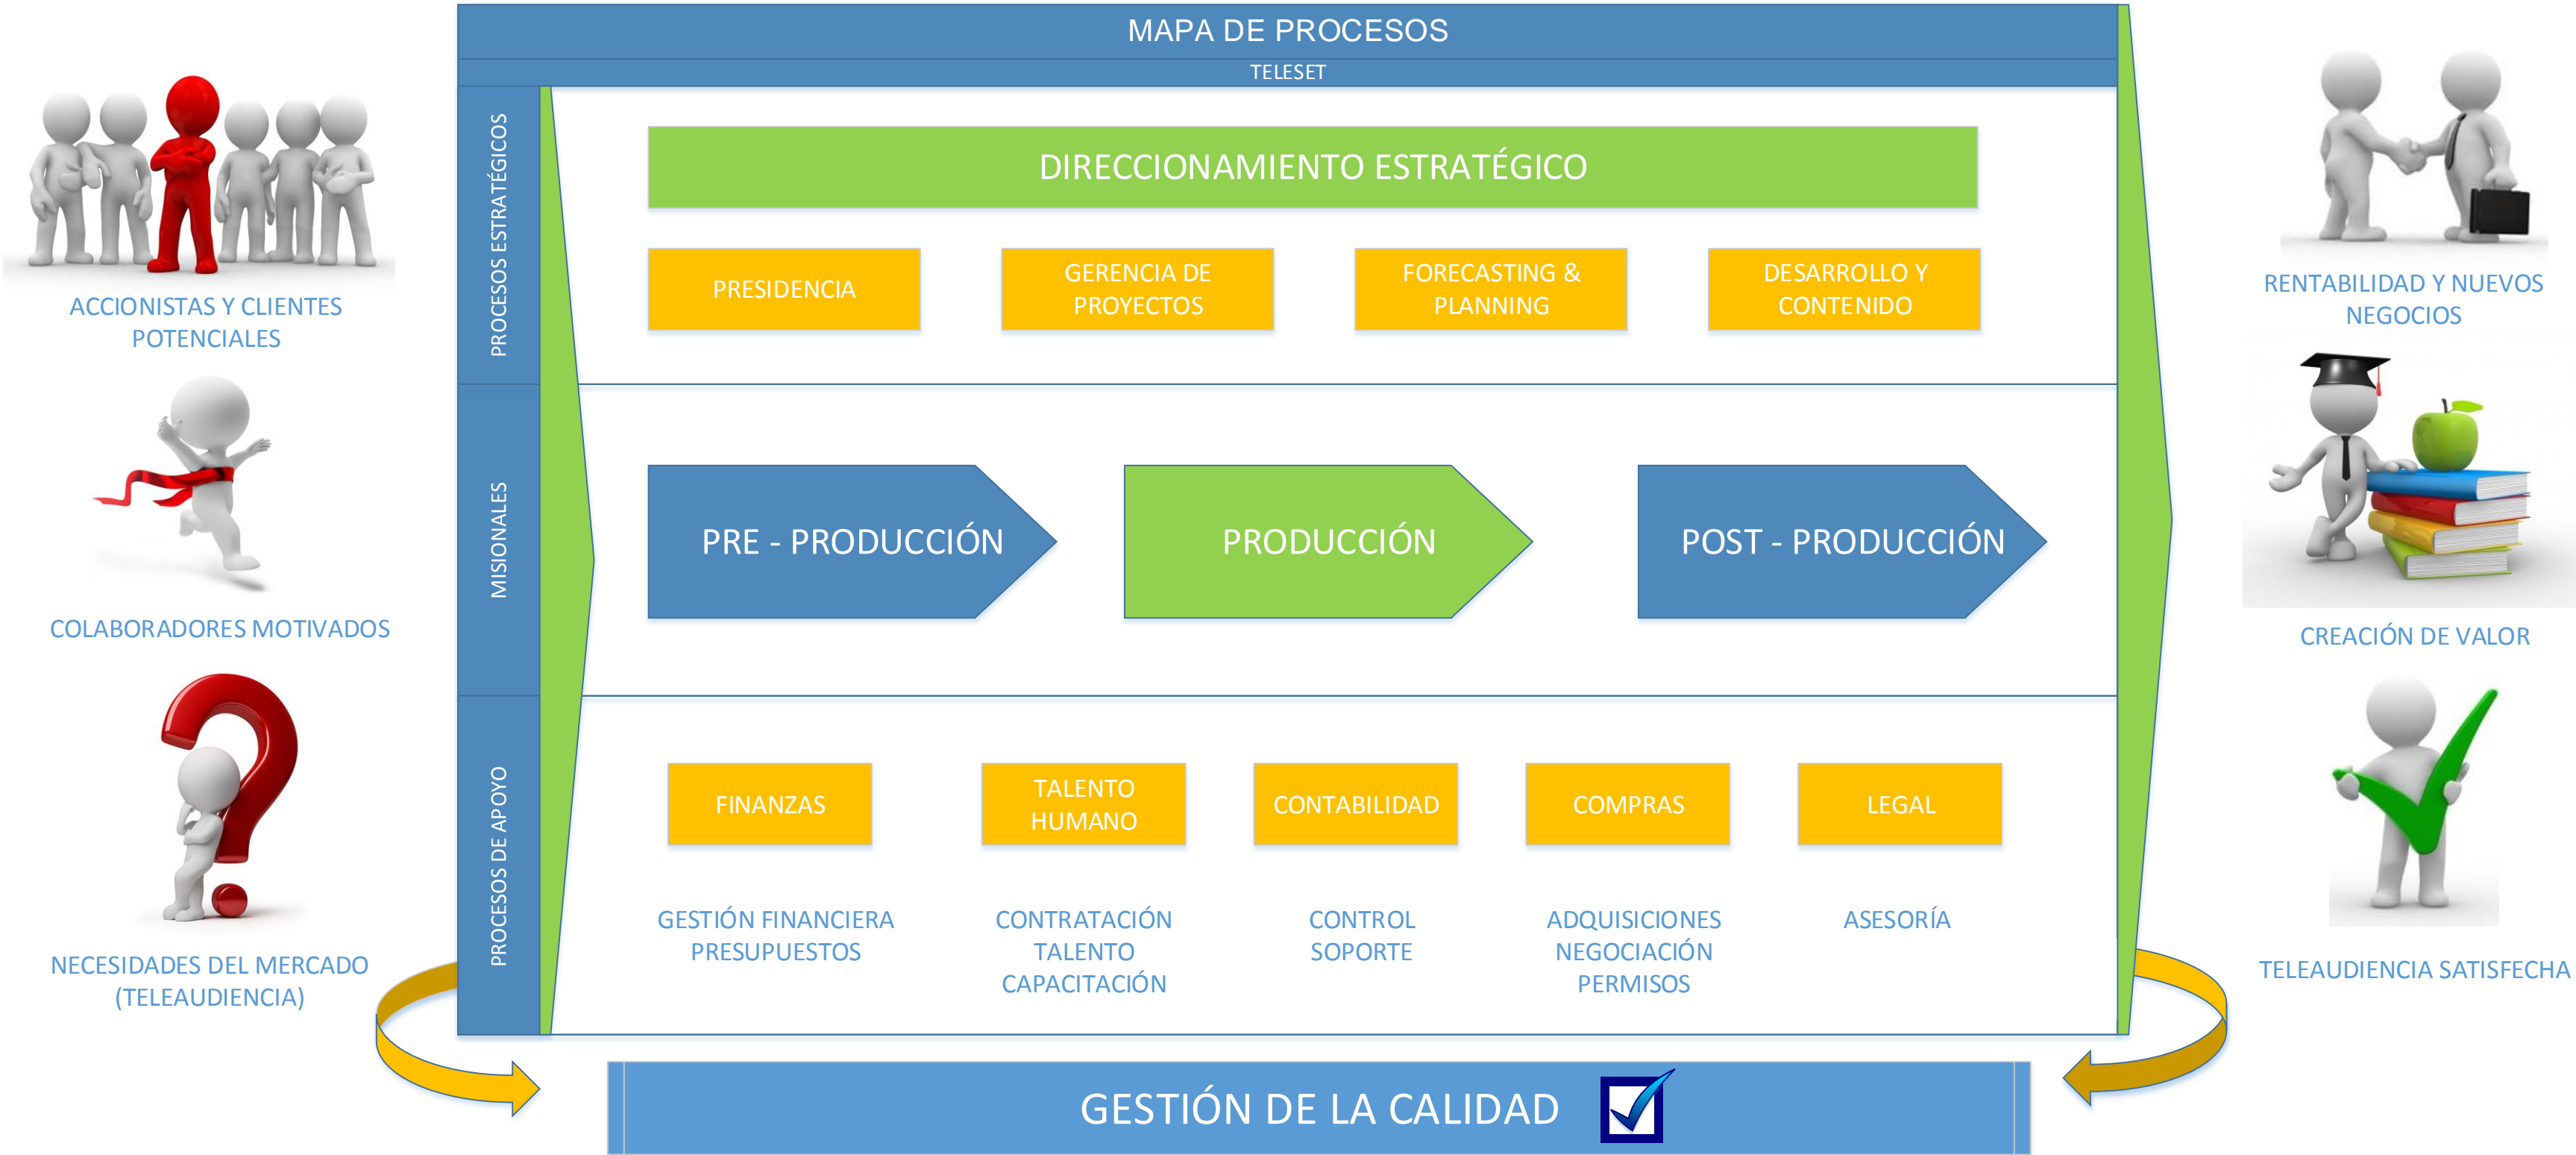 MAPA DE PROCESOS
TELESET
ACCIONISTAS Y CLIENTES
POTENCIALES
COLABORADORES MOTIVADOS
NECESIDADES DEL MERCADO
(TELEAUDIENCIA)
PROCESOS ESTRATÉGICOS
DIRECCIONAMIENTO ESTRATÉGICO
PRESIDENCIA
GERENCIA DE
PROYECTOS
FORECASTING &
PLANNING
DESARROLLO Y
CONTENIDO
MISIONALES
PRE - PRODUCCIÓN
PRODUCCIÓN
POST - PRODUCCIÓN
PROCESOS DE APOYO
FINANZAS
TALENTO
HUMANO
CONTABILIDAD
COMPRAS
LEGAL
GESTIÓN FINANCIERA
PRESUPUESTOS
CONTRATACIÓN
TALENTO
CAPACITACIÓN
CONTROL
SOPORTE
ADQUISICIONES
NEGOCIACIÓN
PERMISOS
ASESORÍA
RENTABILIDAD Y NUEVOS
NEGOCIOS
CREACIÓN DE VALOR
TELEAUDIENCIA SATISFECHA
GESTIÓN DE LA CALIDAD